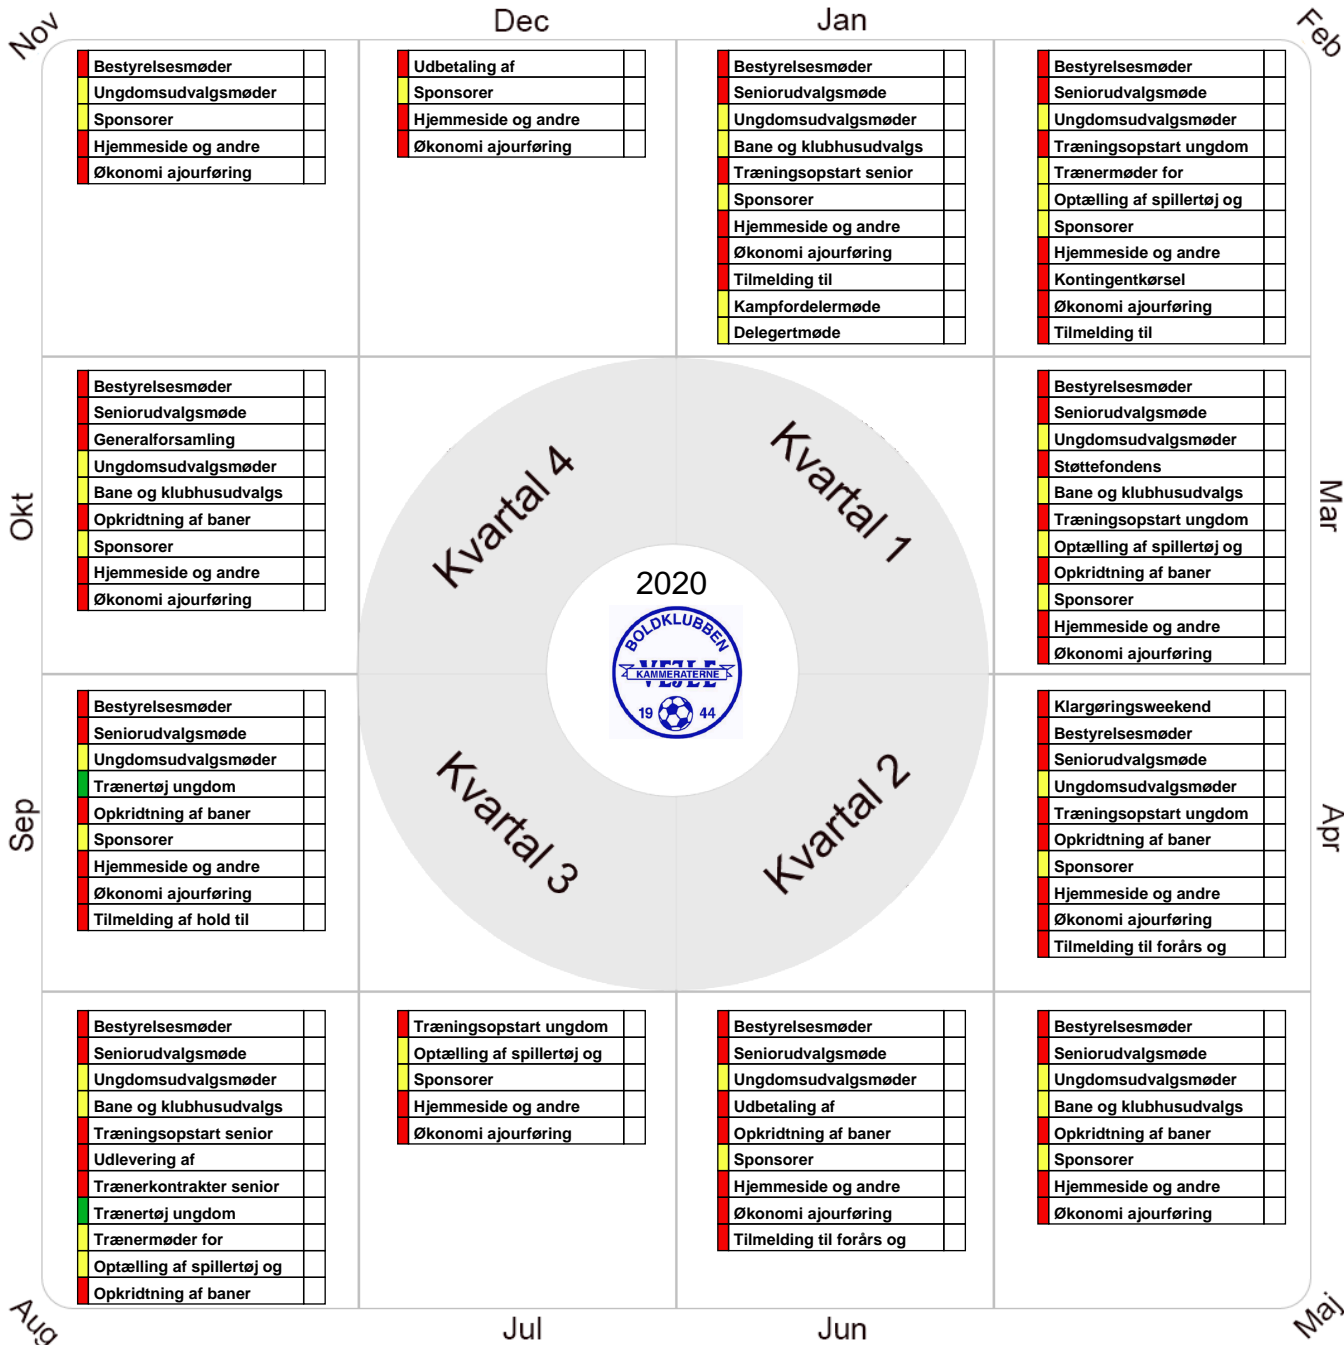 Nov
Dec
Jan
Feb
Bestyrelsesmøder
Ungdomsudvalgsmøder
Sponsorer
Hjemmeside og andre
Økonomi ajourføring
Udbetaling af
Sponsorer
Hjemmeside og andre
Økonomi ajourføring
Bestyrelsesmøder
Seniorudvalgsmøde
Ungdomsudvalgsmøder
Bane og klubhusudvalgs
Træningsopstart senior
Sponsorer
Hjemmeside og andre
Økonomi ajourføring
Tilmelding til
Kampfordelermøde
Delegertmøde
Bestyrelsesmøder
Seniorudvalgsmøde
Ungdomsudvalgsmøder
Træningsopstart ungdom
Trænermøder for
Optælling af spillertøj og
Sponsorer
Hjemmeside og andre
Kontingentkørsel
Økonomi ajourføring
Tilmelding til
Okt
Bestyrelsesmøder
Seniorudvalgsmøde
Generalforsamling
Ungdomsudvalgsmøder
Bane og klubhusudvalgs
Opkridtning af baner
Sponsorer
Hjemmeside og andre
Økonomi ajourføring
Kvartal 4
Kvartal 1
Bestyrelsesmøder
Seniorudvalgsmøde
Ungdomsudvalgsmøder
Støttefondens
Bane og klubhusudvalgs
Træningsopstart ungdom
Optælling af spillertøj og
Opkridtning af baner
Sponsorer
Hjemmeside og andre
Økonomi ajourføring
Mar
2020
BOLDKLUBBEN
VEJLE
KAMMERATERNE
19 44
Sep
Bestyrelsesmøder
Seniorudvalgsmøde
Ungdomsudvalgsmøder
Trænertøj ungdom
Opkridtning af baner
Sponsorer
Hjemmeside og andre
Økonomi ajourføring
Tilmelding af hold til
Kvartal 3
Kvartal 2
Klargøringsweekend
Bestyrelsesmøder
Seniorudvalgsmøde
Ungdomsudvalgsmøder
Træningsopstart ungdom
Opkridtning af baner
Sponsorer
Hjemmeside og andre
Økonomi ajourføring
Tilmelding til forårs og
Apr
Bestyrelsesmøder
Seniorudvalgsmøde
Ungdomsudvalgsmøder
Bane og klubhusudvalgs
Træningsopstart senior
Udlevering af
Trænerkontrakter senior
Trænertøj ungdom
Trænermøder for
Optælling af spillertøj og
Opkridtning af baner
Træningsopstart ungdom
Optælling af spillertøj og
Sponsorer
Hjemmeside og andre
Økonomi ajourføring
Bestyrelsesmøder
Seniorudvalgsmøde
Ungdomsudvalgsmøder
Udbetaling af
Opkridtning af baner
Sponsorer
Hjemmeside og andre
Økonomi ajourføring
Tilmelding til forårs og
Bestyrelsesmøder
Seniorudvalgsmøde
Ungdomsudvalgsmøder
Bane og klubhusudvalgs
Opkridtning af baner
Sponsorer
Hjemmeside og andre
Økonomi ajourføring
Aug
Jul
Jun
Maj